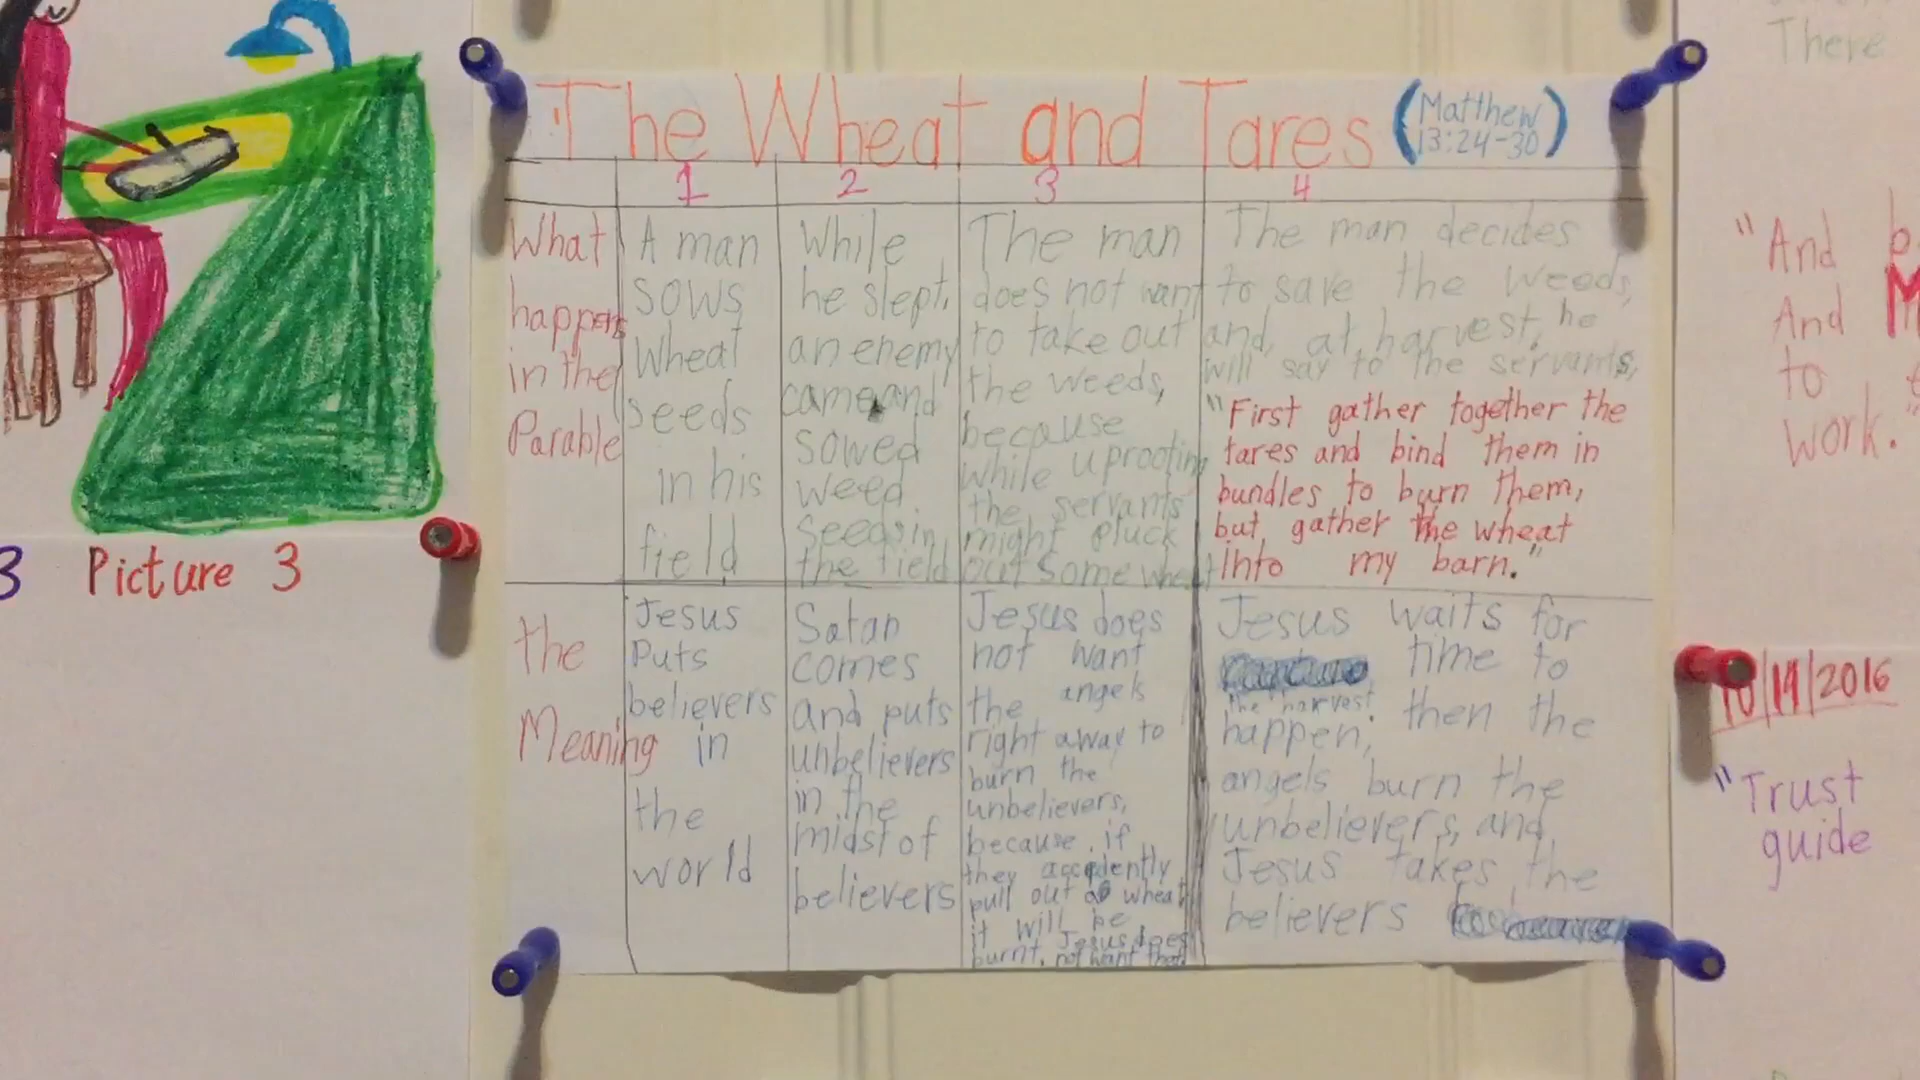 The Wheat and Tares (Matthew
13:24-30)
1 2 3 4
What
happens
in the
Parable
A man
sows
wheat
seeds
in his
field
While
he slept,
an enemy
came and
sowed
weed
seeds in
the field
The man
does not want
to take out
the weeds,
because
while uprooting
the servants
might pluck
out some wheat
The man decides
to save the weeds,
and, at harvest, he
will say to the servants,
"First gather together the
tares and bind them in
bundles to burn them,
but gather the wheat
into my barn."
the
Meaning
Jesus
puts
believers
in
the
world
Satan
comes
and puts
unbelievers
in the
midst of
believers
Jesus does
not want
the angels
right away to
burn the
unbelievers,
because if
they accedently
pull out a wheat
it will be
burnt. Jesus does
not want that
Jesus waits for
time to
the harvest
happen; then the
angels burn the
unbelievers, and
Jesus takes the
believers
3 Picture 3
There
"And
And
to
work."
10/19/2016
"Trust
guide